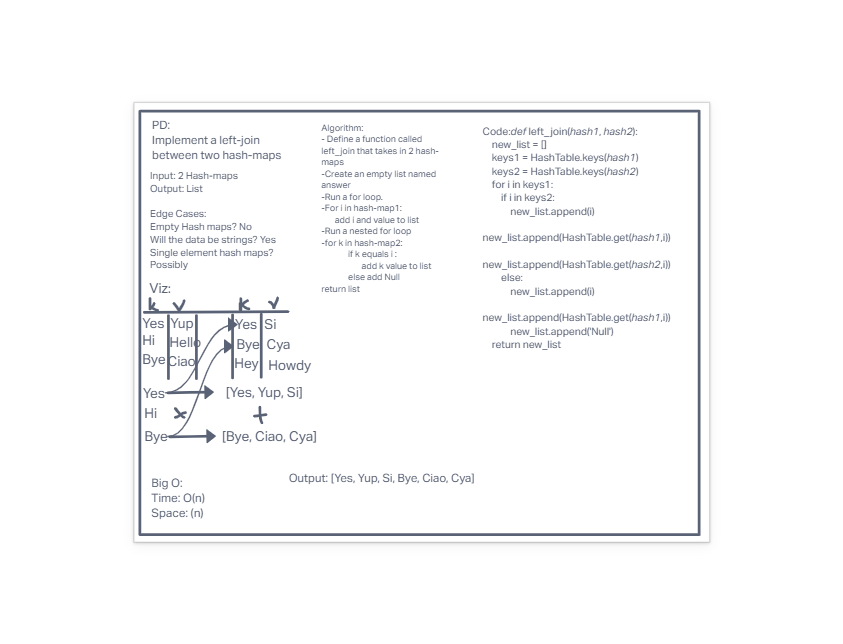 PD:
Implement a left-join
between two hash-maps
Input: 2 Hash-maps
Output: List
Edge Cases:
Empty Hash maps? No
Will the data be strings? Yes
Single element hash maps?
Possibly
Viz:
K V K V
Yes Yup Yes Si
Hi Hello Bye Cya
Bye Ciao Hey Howdy
Yes [Yes, Yup, Si]
Hi x +
Bye [Bye, Ciao, Cya]
Big O:
Time: O(n)
Space: (n)
Output: [Yes, Yup, Si, Bye, Ciao, Cya]
Algorithm:
- Define a function called
left_join that takes in 2 hash-
maps
-Create an empty list named
answer
-Run a for loop.
-For i in hash-map1:
add i and value to list
-Run a nested for loop
-for k in hash-map2:
if k equals i :
add k value to list
else add Null
return list
Code:def left_join(hash1, hash2):
new_list = []
keys1 = HashTable.keys(hash1)
keys2 = HashTable.keys(hash2)
for i in keys1:
if i in keys2:
new_list.append(i)
new_list.append(HashTable.get(hash1,i))
new_list.append(HashTable.get(hash2,i))
else:
new_list.append(i)
new_list.append(HashTable.get(hash1,i))
new_list.append('Null')
return new_list